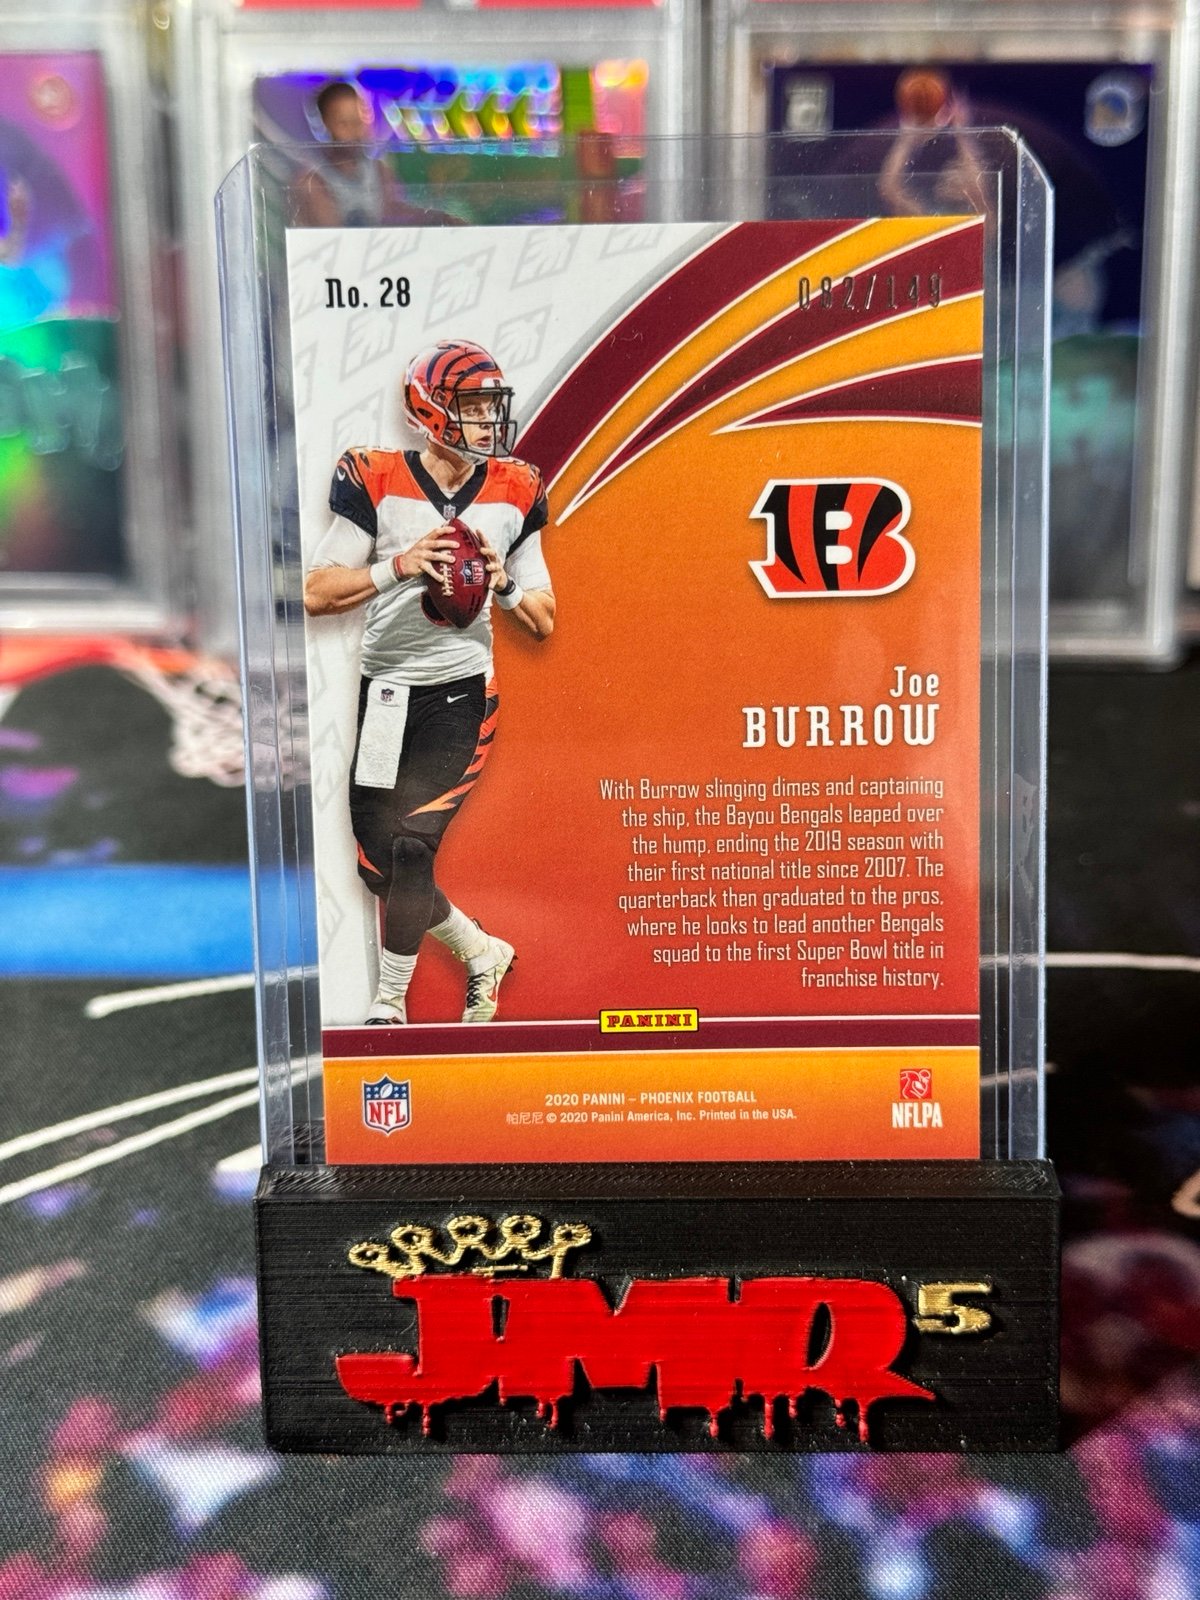 No. 28
082/149
NFL
Joe
BURROW
With Burrow slinging dimes and captaining
the ship, the Bayou Bengals leaped over
the hump, ending the 2019 season with
their first national title since 2007. The
quarterback then graduated to the pros,
where he looks to lead another Bengals
squad to the first Super Bowl title in
franchise history.
PANINI
NFL
2020 PANINI – PHOENIX FOOTBALL
帕尼尼 © 2020 Panini America, Inc. Printed in the USA.
NFLPA
JMR 5